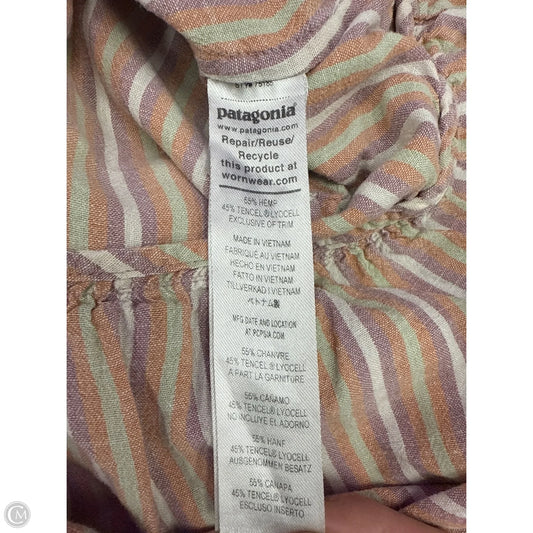 patagonia®
www.patagonia.com
Repair/Reuse/
Recycle
this product at
wornwear.com
55% HEMP
45% TENCEL® LYOCELL
EXCLUSIVE OF TRIM
MADE IN VIETNAM
FABRIQUÉ AU VIETNAM
HECHO EN VIETNAM
FATTO IN VIETNAM
TILLVERKAD I VIETNAM
ベトナム製
MFG DATE AND LOCATION
AT PCPSIA.COM
55% CHANVRE
45% TENCEL® LYOCELL
À PART LA GARNITURE
55% CÁÑAMO
45% TENCEL® LYOCELL
NO INCLUYE EL ADORNO
55% HANF
45% TENCEL® LYOCELL
AUSGENOMMEN BESATZ
55% CANAPA
45% TENCEL® LYOCELL
ESCLUSO INSERTO